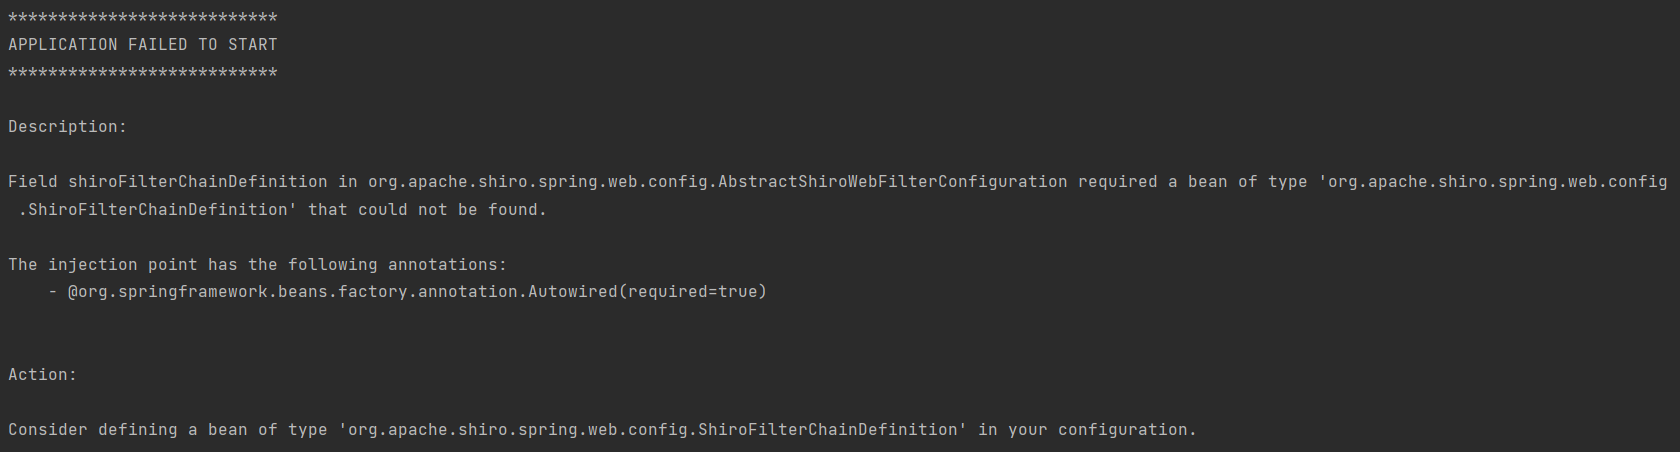 ***************************
APPLICATION FAILED TO START
***************************
Description:
Field shiroFilterChainDefinition in org.apache.shiro.spring.web.config.AbstractShiroWebFilterConfiguration required a bean of type 'org.apache.shiro.spring.web.config
.ShiroFilterChainDefinition' that could not be found.
The injection point has the following annotations:
- @org.springframework.beans.factory.annotation.Autowired(required=true)
Action:
Consider defining a bean of type 'org.apache.shiro.spring.web.config.ShiroFilterChainDefinition' in your configuration.